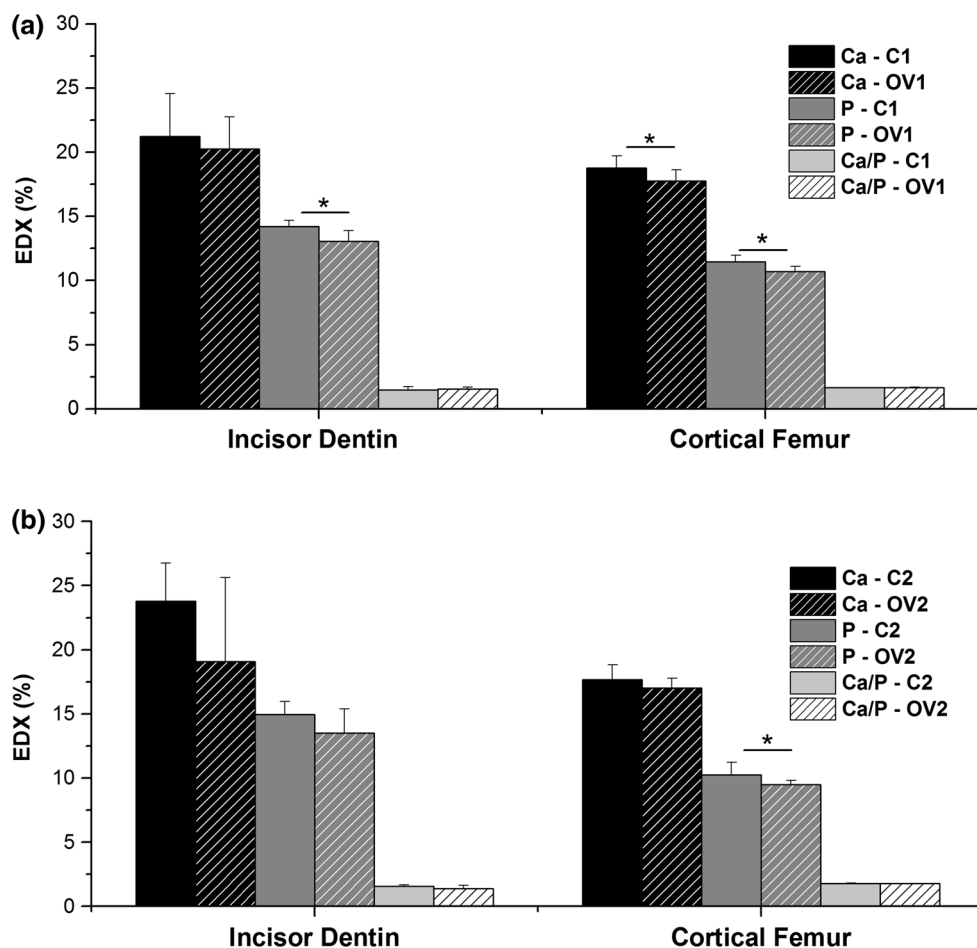 (a)
EDX (%)
30
25
20
15
10
5
0
*
*
*
Ca - C1
Ca - OV1
P - C1
P - OV1
Ca/P - C1
Ca/P - OV1
Incisor Dentin
Cortical Femur
(b)
EDX (%)
30
25
20
15
10
5
0
*
Ca - C2
Ca - OV2
P - C2
P - OV2
Ca/P - C2
Ca/P - OV2
Incisor Dentin
Cortical Femur